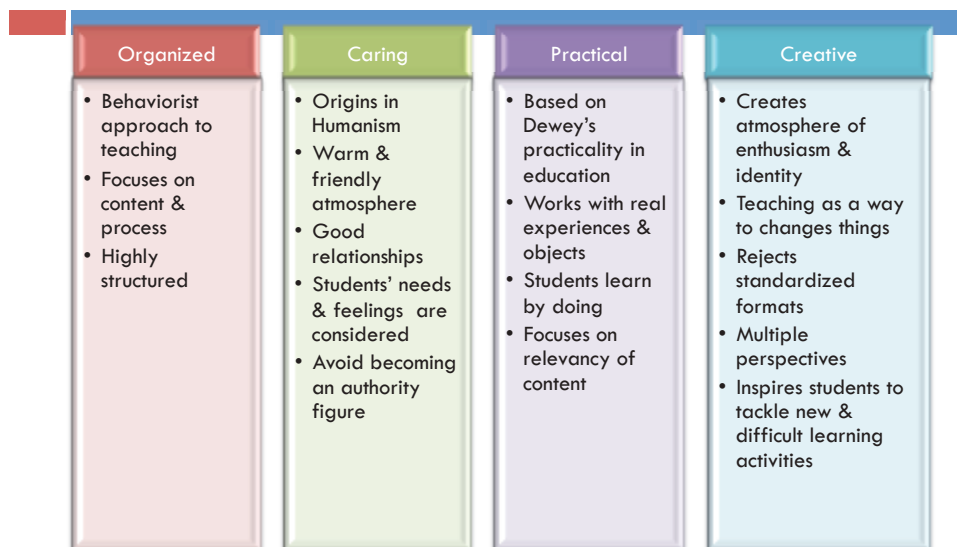 Organized
• Behaviorist
approach to
teaching
• Focuses on
content &
process
• Highly
structured
Caring
• Origins in
Humanism
• Warm &
friendly
atmosphere
• Good
relationships
• Students' needs
& feelings are
considered
• Avoid becoming
an authority
figure
Practical
• Based on
Dewey's
practicality in
education
• Works with real
experiences &
objects
• Students learn
by doing
• Focuses on
relevancy of
content
Creative
• Creates
atmosphere of
enthusiasm &
identity
• Teaching as a way
to changes things
• Rejects
standardized
formats
• Multiple
perspectives
• Inspires students to
tackle new &
difficult learning
activities